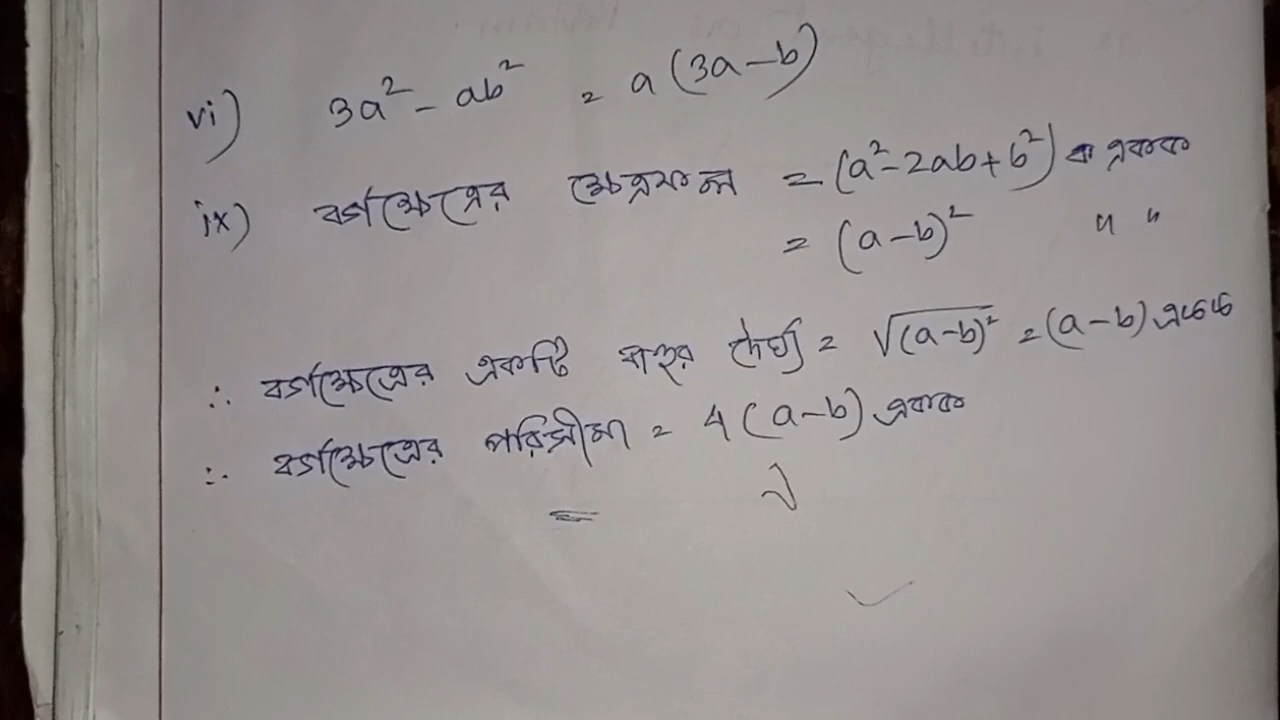 vi) 3a² - ab² = a (3a - b)
ix) বর্গক্ষেত্রের ক্ষেত্রফল = (a² - 2ab + b²) ব একক
= (a - b)² " "
∴ বর্গক্ষেত্রের একটি বাহুর দৈর্ঘ্য = √(a-b)² = (a - b) একক
∴ বর্গক্ষেত্রের পরিসীমা = 4 (a - b) একক